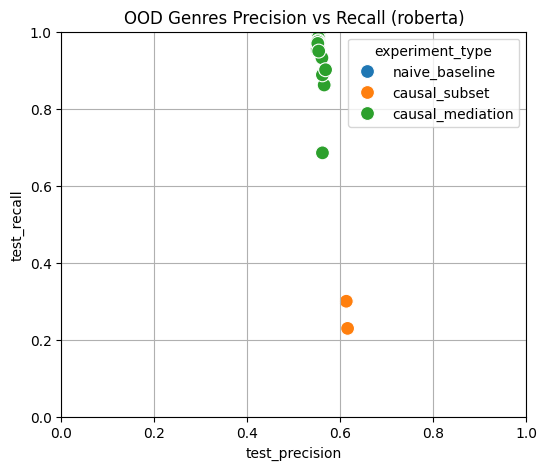 OOD Genres Precision vs Recall (roberta)
experiment_type
naive_baseline
causal_subset
causal_mediation
test_recall
1.0
0.8
0.6
0.4
0.2
0.0
0.0 0.2 0.4 0.6 0.8 1.0
test_precision